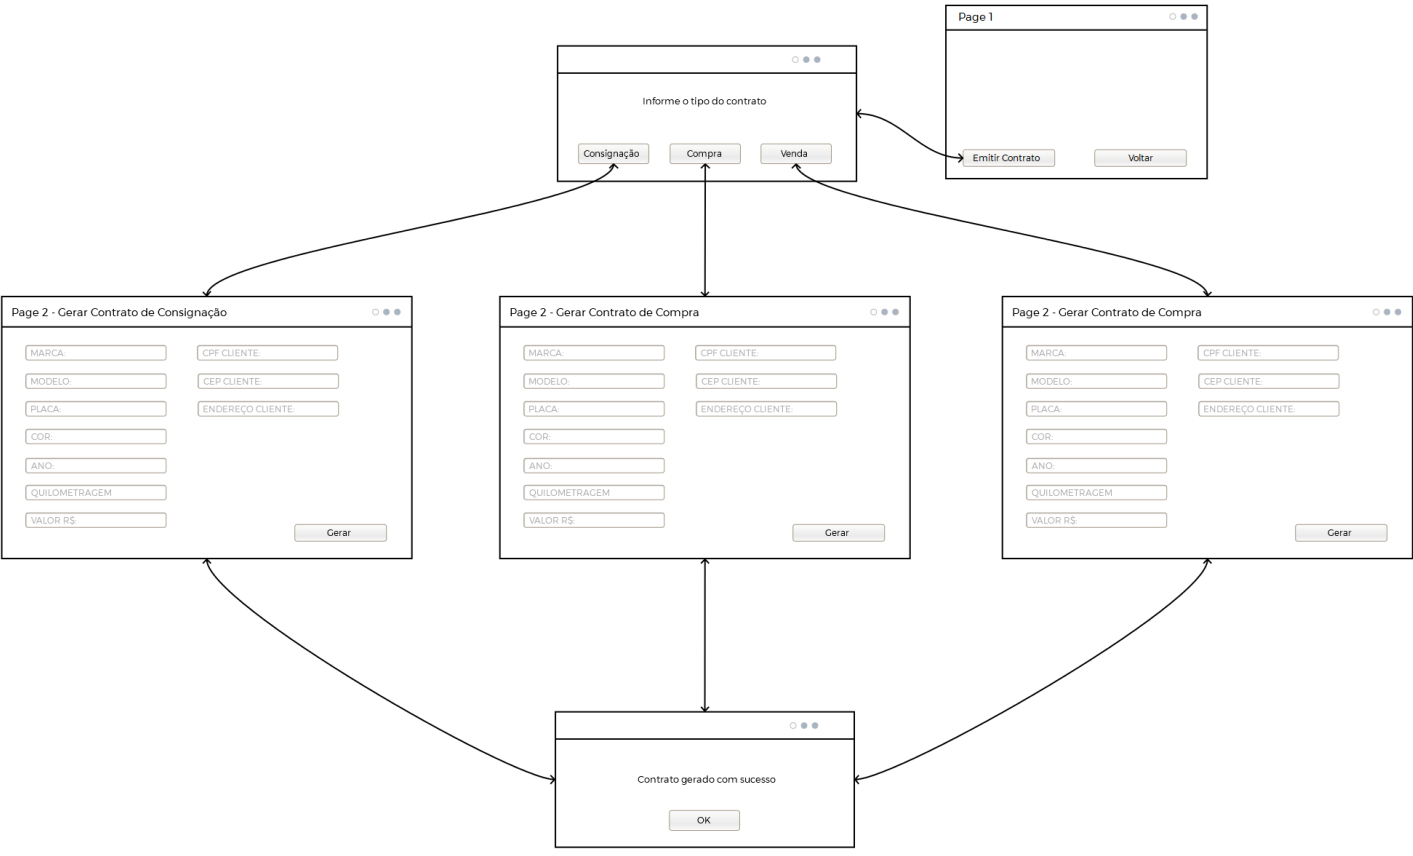 Page 1
Informe o tipo do contrato
Consignação
Compra
Venda
Emitir Contrato
Voltar
Page 2 - Gerar Contrato de Consignação
MARCA:
CPF CLIENTE:
MODELO:
CEP CLIENTE:
PLACA:
ENDEREÇO CLIENTE:
COR:
ANO:
QUILOMETRAGEM
VALOR R$:
Gerar
Page 2 - Gerar Contrato de Compra
MARCA:
CPF CLIENTE:
MODELO:
CEP CLIENTE:
PLACA:
ENDEREÇO CLIENTE:
COR:
ANO:
QUILOMETRAGEM
VALOR R$:
Gerar
Page 2 - Gerar Contrato de Compra
MARCA:
CPF CLIENTE:
MODELO:
CEP CLIENTE:
PLACA:
ENDEREÇO CLIENTE:
COR:
ANO:
QUILOMETRAGEM
VALOR R$:
Gerar
Contrato gerado com sucesso
OK